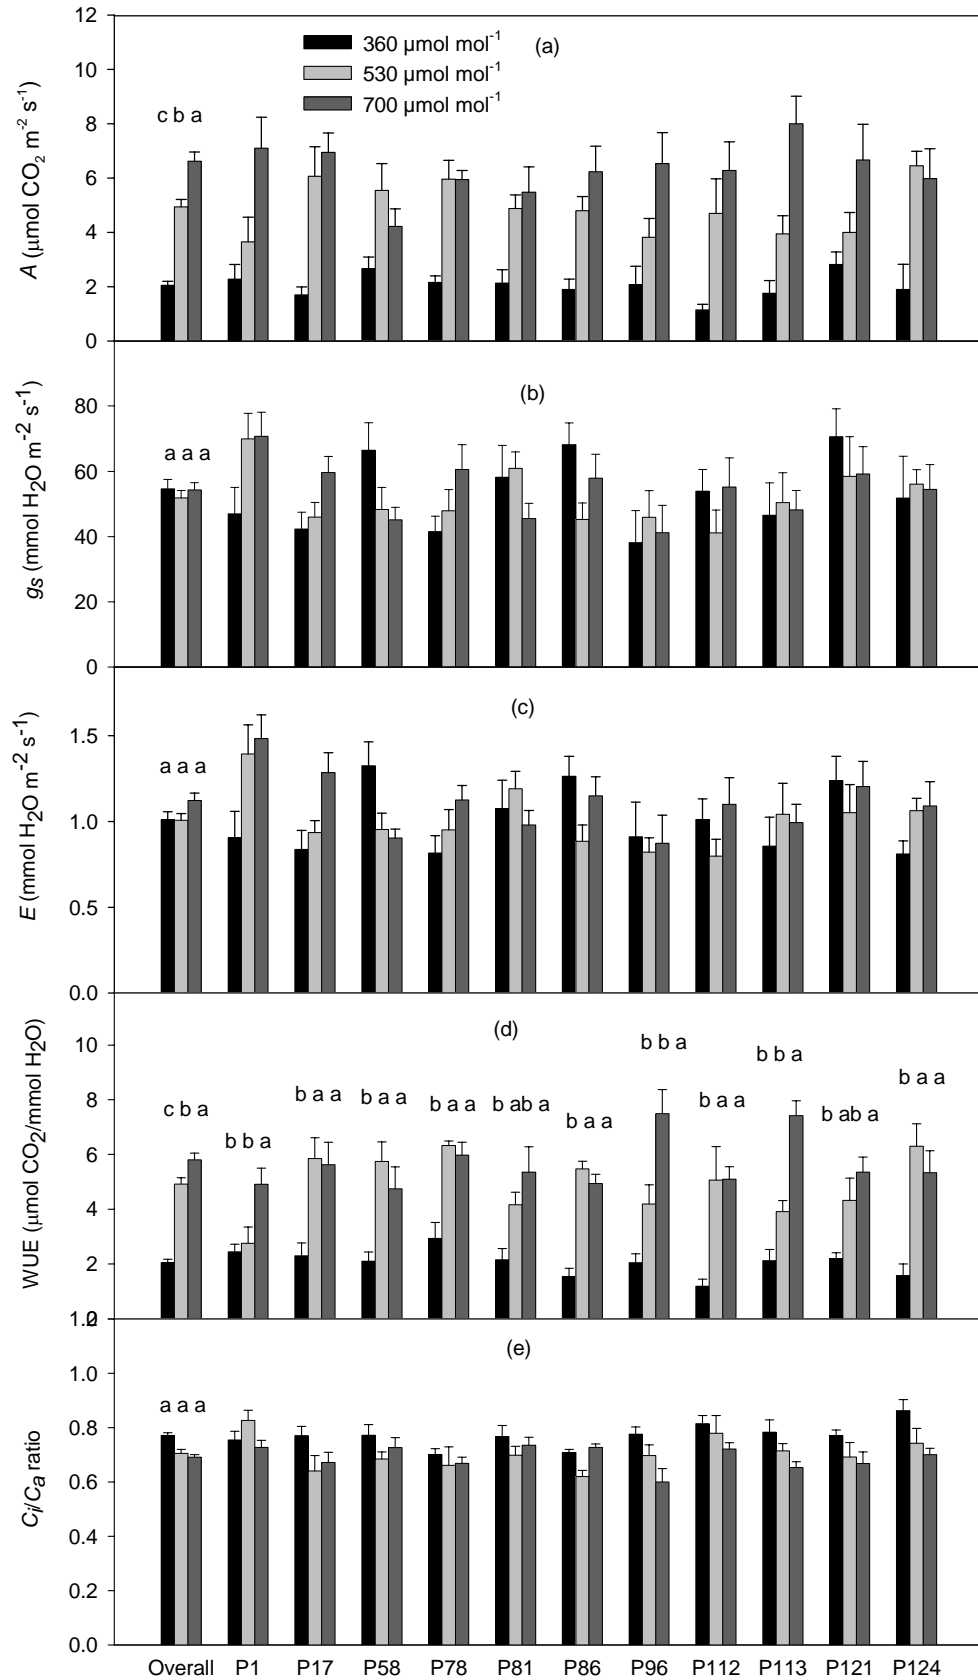 12
10
8
6
4
2
0
A (μmol CO2 m-2 s-1)
360 μmol mol-1
530 μmol mol-1
700 μmol mol-1
(a)
c b a
80
60
40
20
0
gs (mmol H2O m-2 s-1)
(b)
a a a
1.5
1.0
0.5
0.0
E (mmol H2O m-2 s-1)
(c)
a a a
10
8
6
4
2
WUE (μmol CO2/mmol H2O)
(d)
c b a
b b a
b a a
b a a
b a a
b ab a
b a a
b b a
b a a
b b a
b ab a
b a a
1.0
0.8
0.6
0.4
0.2
0.0
Ci/Ca ratio
(e)
a a a
Overall P1 P17 P58 P78 P81 P86 P96 P112 P113 P121 P124